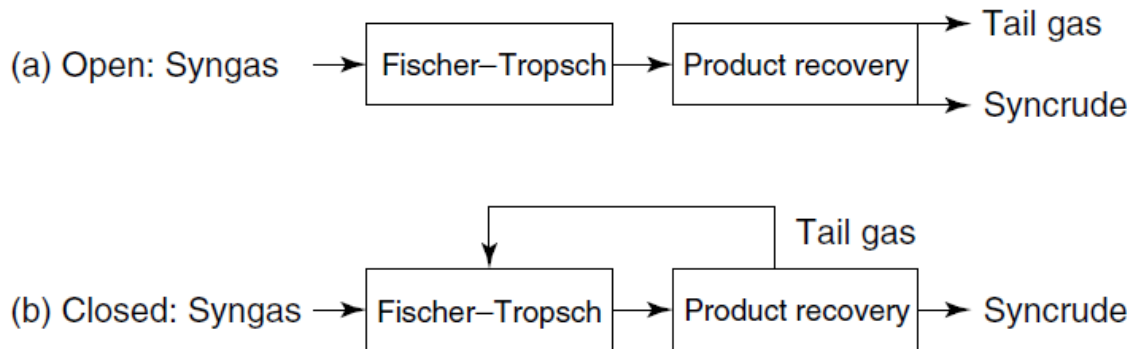 Tail gas
(a) Open: Syngas Fischer–Tropsch Product recovery
Syncrude
Tail gas
(b) Closed: Syngas Fischer–Tropsch Product recovery Syncrude